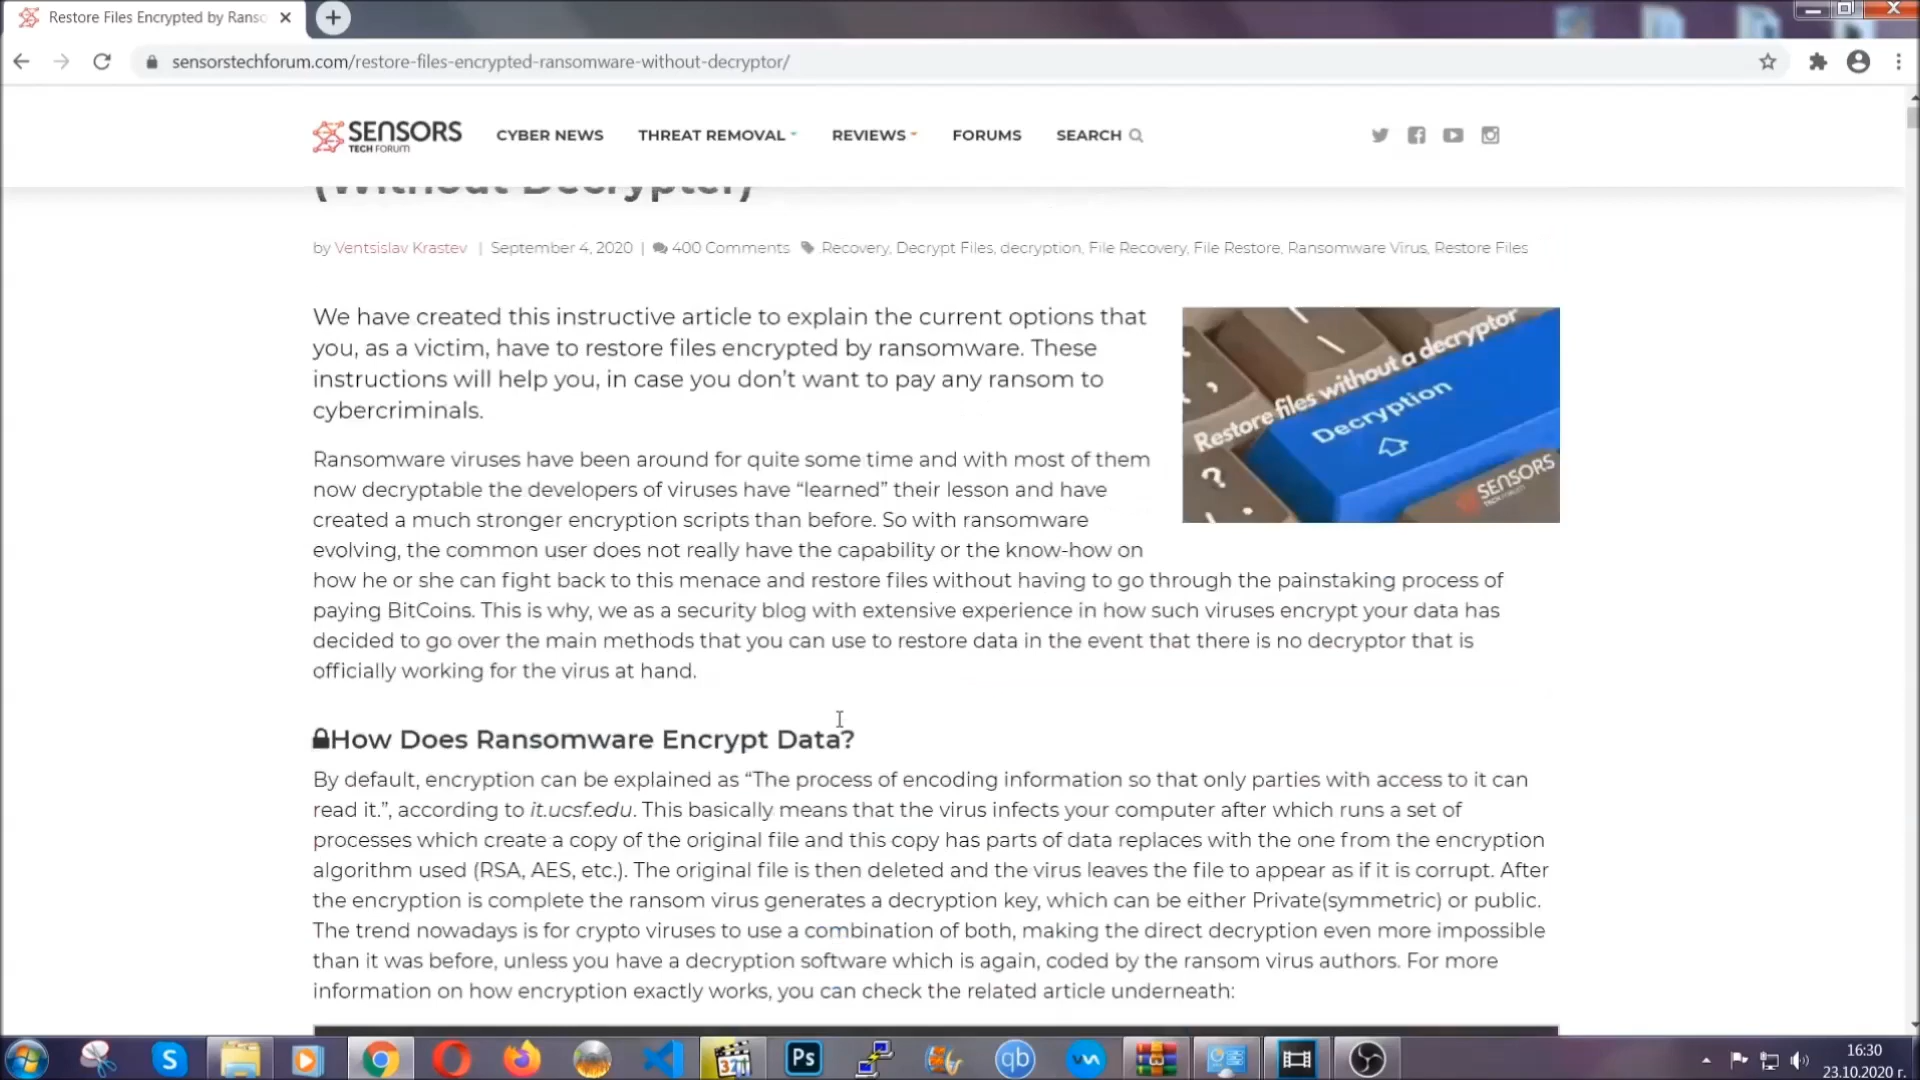 Restore Files Encrypted by Ranso
sensorstechforum.com/restore-files-encrypted-ransomware-without-decryptor/
SENSORS
TECH FORUM
CYBER NEWS
THREAT REMOVAL
REVIEWS
FORUMS
SEARCH
(Without Decrypter)
by Ventsislav Krastev | September 4, 2020 | 400 Comments Recovery, Decrypt Files, decryption, File Recovery, File Restore, Ransomware Virus, Restore Files
We have created this instructive article to explain the current options that
you, as a victim, have to restore files encrypted by ransomware. These
instructions will help you, in case you don't want to pay any ransom to
cybercriminals.
Restore files without a decryptor
Decryption
SENSORS
Ransomware viruses have been around for quite some time and with most of them
now decryptable the developers of viruses have “learned” their lesson and have
created a much stronger encryption scripts than before. So with ransomware
evolving, the common user does not really have the capability or the know-how on
how he or she can fight back to this menace and restore files without having to go through the painstaking process of
paying BitCoins. This is why, we as a security blog with extensive experience in how such viruses encrypt your data has
decided to go over the main methods that you can use to restore data in the event that there is no decryptor that is
officially working for the virus at hand.
How Does Ransomware Encrypt Data?
By default, encryption can be explained as “The process of encoding information so that only parties with access to it can
read it.”, according to it.ucsf.edu. This basically means that the virus infects your computer after which runs a set of
processes which create a copy of the original file and this copy has parts of data replaces with the one from the encryption
algorithm used (RSA, AES, etc.). The original file is then deleted and the virus leaves the file to appear as if it is corrupt. After
the encryption is complete the ransom virus generates a decryption key, which can be either Private(symmetric) or public.
The trend nowadays is for crypto viruses to use a combination of both, making the direct decryption even more impossible
than it was before, unless you have a decryption software which is again, coded by the ransom virus authors. For more
information on how encryption exactly works, you can check the related article underneath:
S
321
Ps
qb
16:30
23.10.2020 г.